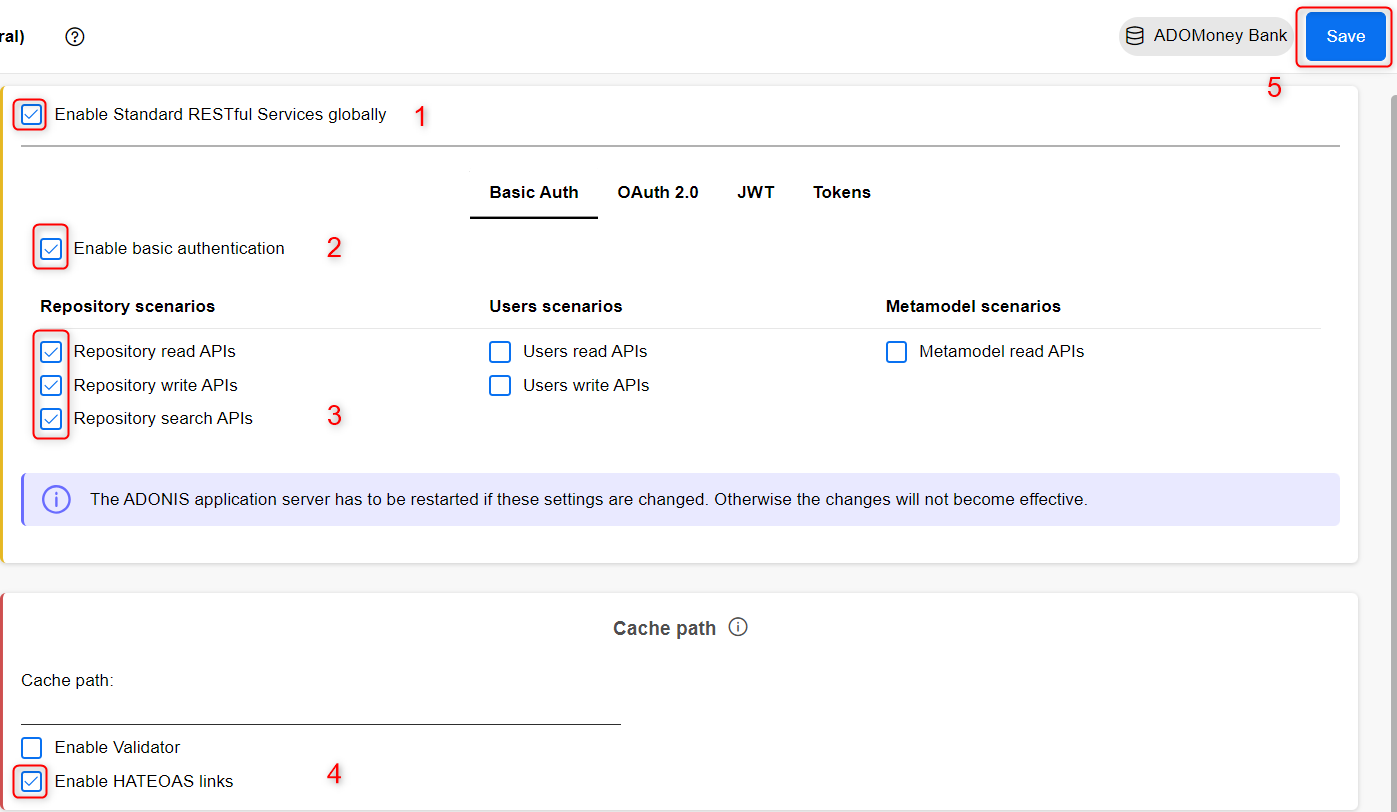 ral)
ADOMoney Bank
Save
5
Enable Standard RESTful Services globally
1
Basic Auth OAuth 2.0 JWT Tokens
Enable basic authentication
2
Repository scenarios Users scenarios Metamodel scenarios
Repository read APIs Users read APIs Metamodel read APIs
Repository write APIs Users write APIs
Repository search APIs
3
The ADONIS application server has to be restarted if these settings are changed. Otherwise the changes will not become effective.
Cache path
Cache path:
Enable Validator
Enable HATEOAS links
4